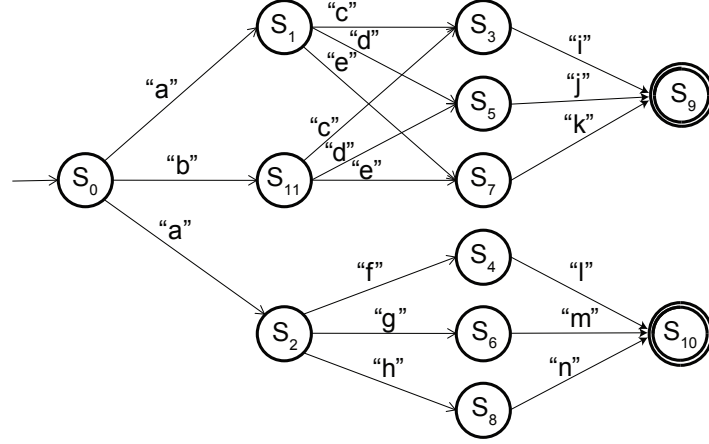 S1
“c”
S3
“d”
“i”
“e”
“a”
“j”
S9
S5
“c”
“k”
“d”
S0
“b”
S11
“e”
S7
“a”
S4
“f”
“l”
S2
“g”
S6
“m”
S10
“h”
“n”
S8